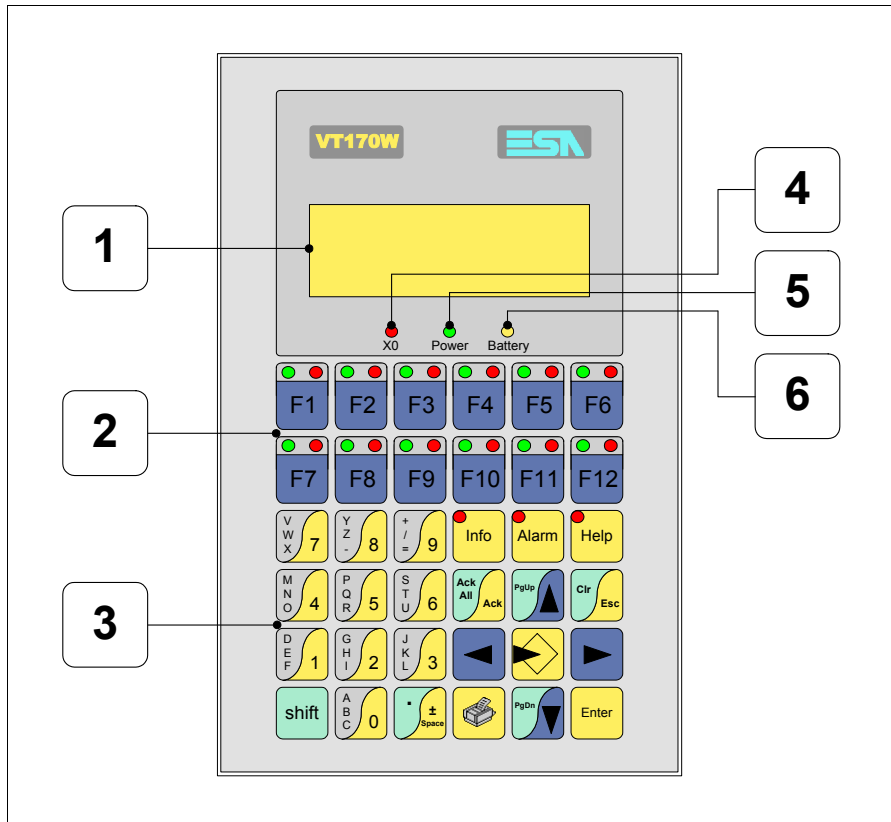 VT170W ESA
4
1
5
X0 Power Battery
6
F1 F2 F3 F4 F5 F6
2
F7 F8 F9 F10 F11 F12
V W X 7 Y Z - 8 + / = 9 Info Alarm Help
M N O 4 P Q R 5 S T U 6 Ack All Ack PgUp Clr Esc
3
D E F 1 G H I 2 J K L 3
shift A B C 0 . ± Space PgDn Enter